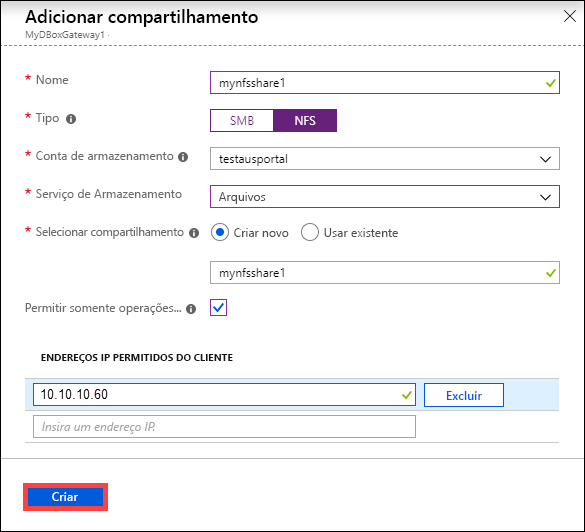 Adicionar compartilhamento
MyDBoxGateway1
* Nome
mynfsshare1
* Tipo
SMB NFS
* Conta de armazenamento
testausportal
* Serviço de Armazenamento
Arquivos
* Selecionar compartilhamento
Criar novo Usar existente
mynfsshare1
Permitir somente operações...
ENDEREÇOS IP PERMITIDOS DO CLIENTE
10.10.10.60 Excluir
Insira um endereço IP.
Criar